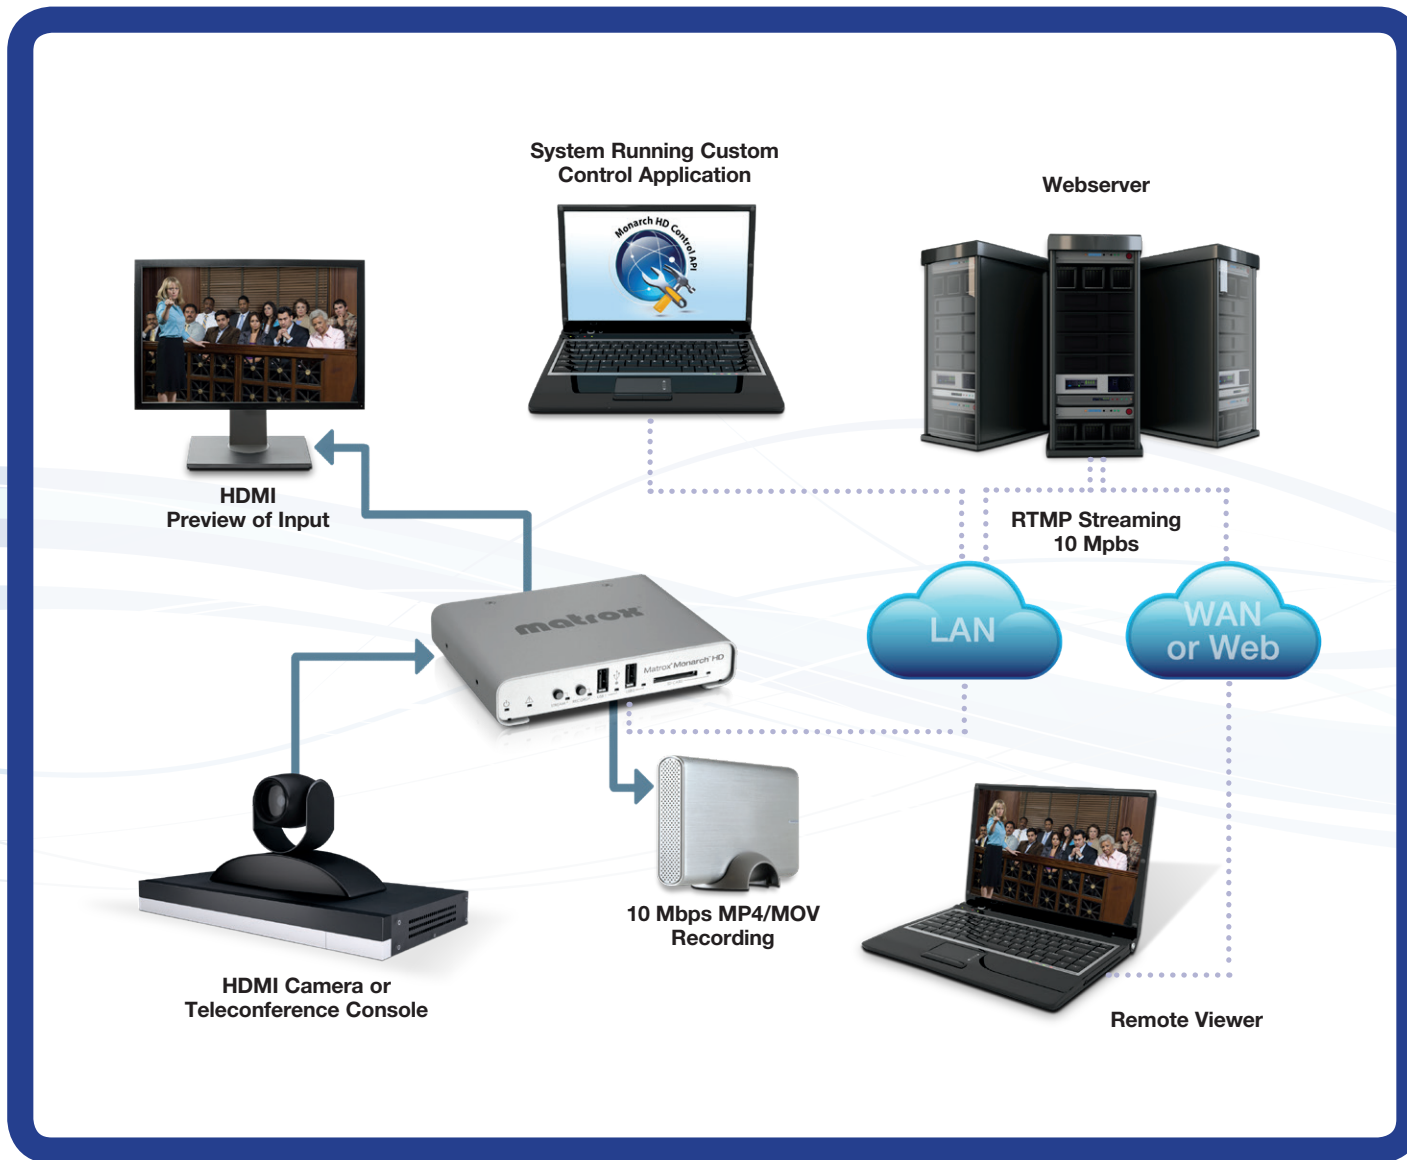 System Running Custom
Control Application
Webserver
Monarch HD Control API
HDMI
Preview of Input
RTMP Streaming
10 Mpbs
LAN
WAN
or Web
matrox
Matrox Monarch HD
10 Mbps MP4/MOV
Recording
HDMI Camera or
Teleconference Console
Remote Viewer